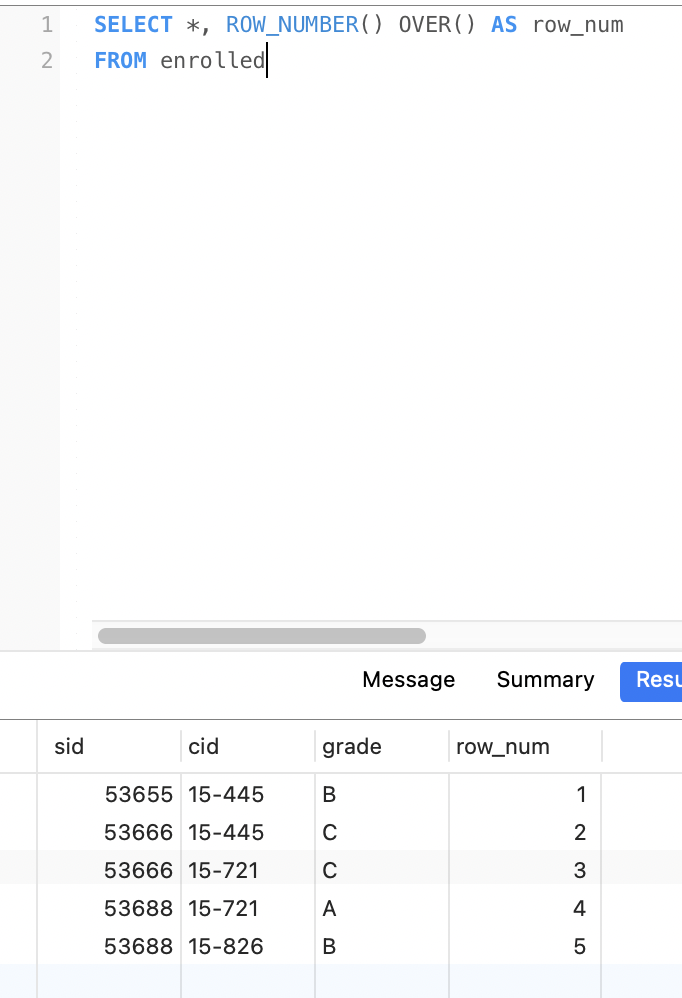 1 SELECT *, ROW_NUMBER() OVER() AS row_num
2 FROM enrolled
Message Summary Resu
sid cid grade row_num
53655 15-445 B 1
53666 15-445 C 2
53666 15-721 C 3
53688 15-721 A 4
53688 15-826 B 5